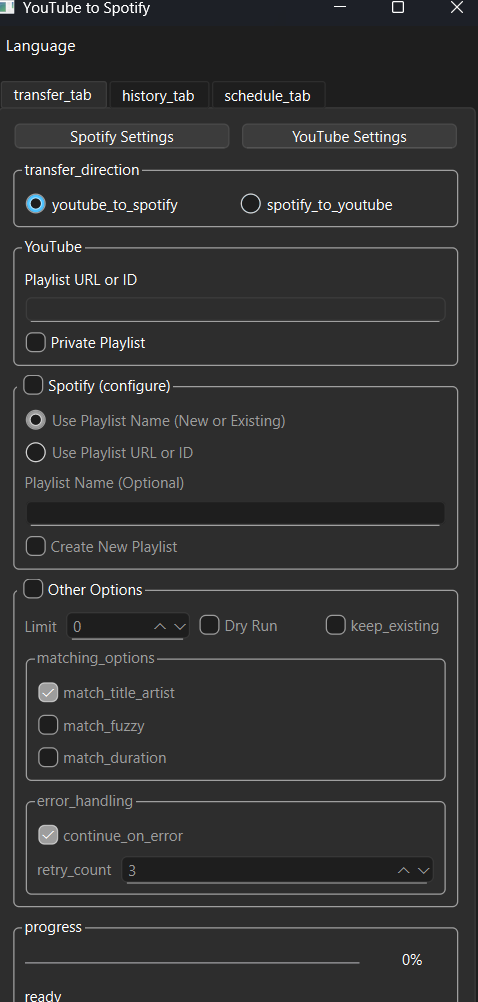 YouTube to Spotify
Language
transfer_tab history_tab schedule_tab
Spotify Settings YouTube Settings
transfer_direction
youtube_to_spotify spotify_to_youtube
YouTube
Playlist URL or ID
Private Playlist
Spotify (configure)
Use Playlist Name (New or Existing)
Use Playlist URL or ID
Playlist Name (Optional)
Create New Playlist
Other Options
Limit 0 Dry Run keep_existing
matching_options
match_title_artist
match_fuzzy
match_duration
error_handling
continue_on_error
retry_count 3
progress
0%
ready